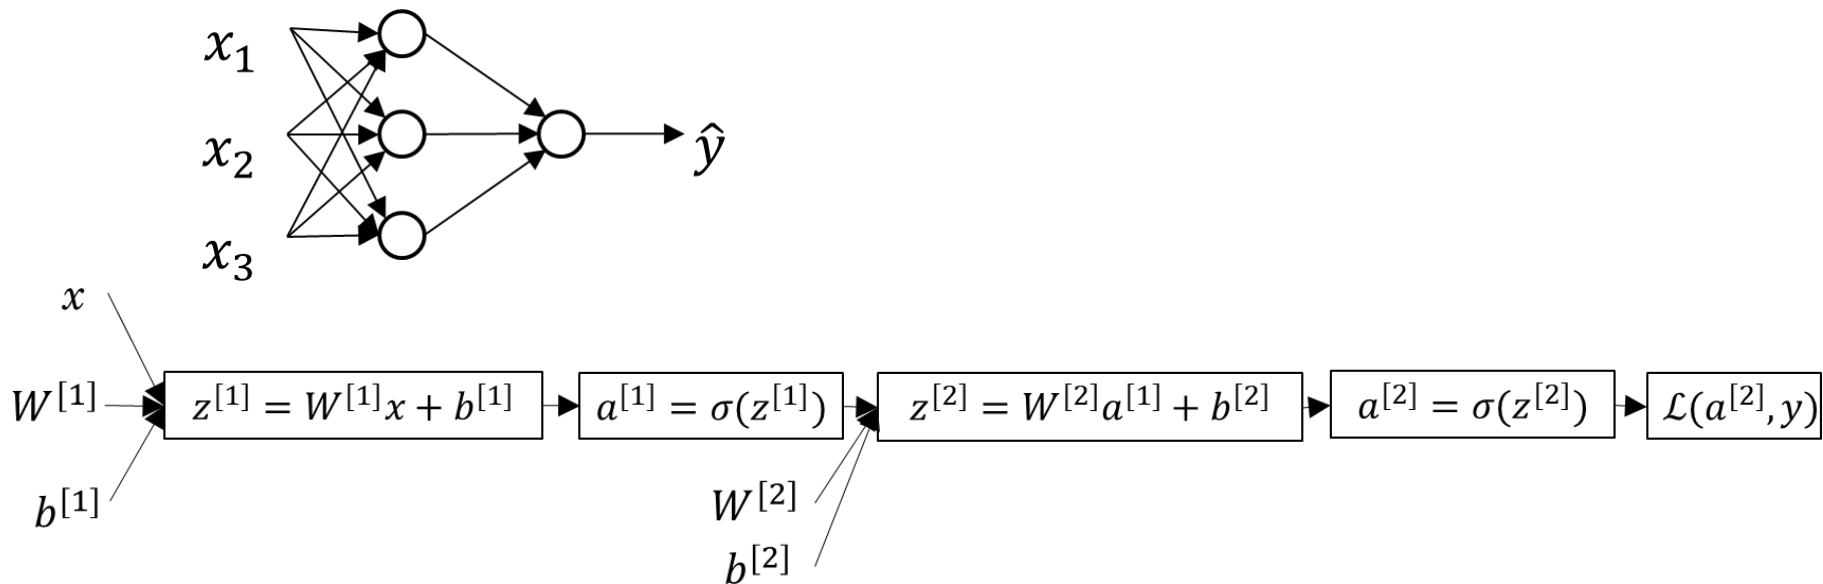 x₁
x₂
ŷ
x₃
x
W^[1]
z^[1] = W^[1]x + b^[1]
a^[1] = σ(z^[1])
z^[2] = W^[2]a^[1] + b^[2]
a^[2] = σ(z^[2])
ℒ(a^[2], y)
b^[1]
W^[2]
b^[2]